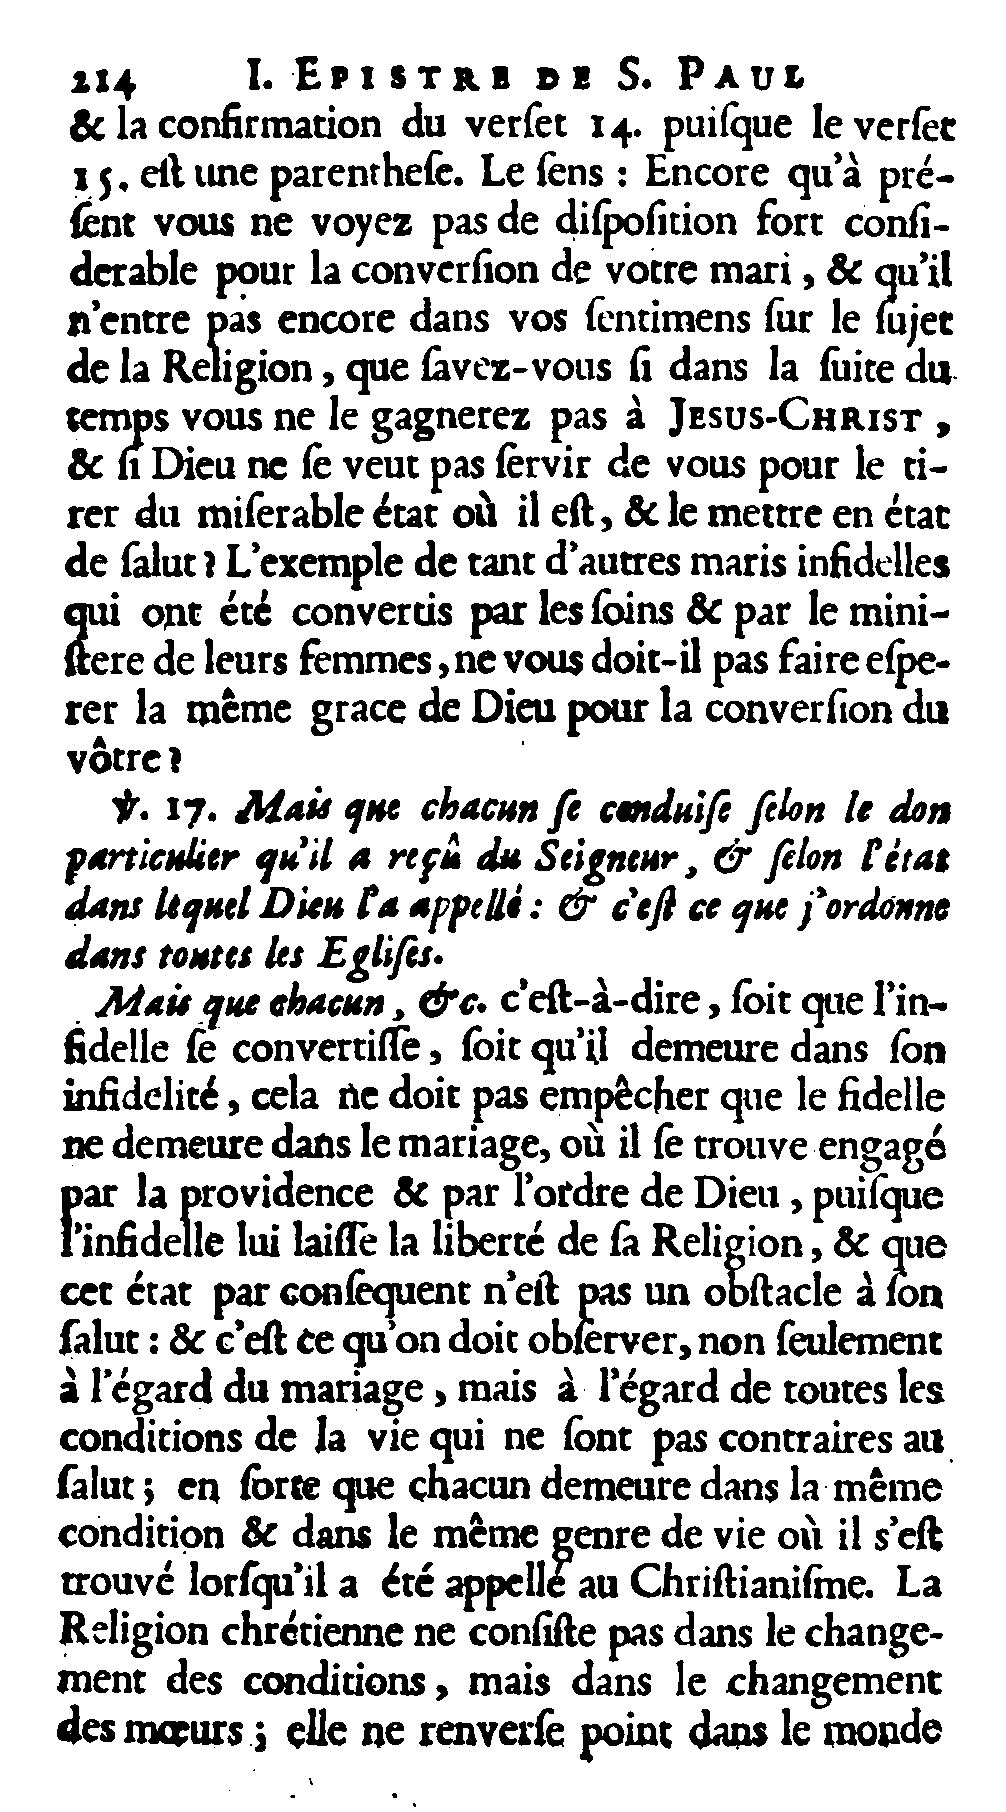 214 I. EPISTRE DE S. PAUL
& la confirmation du verſet 14. puiſque le verſet
15. eſt une parentheſe. Le ſens : Encore qu'à pré-
ſent vous ne voyez pas de diſpoſition fort conſi-
derable pour la converſion de votre mari, & qu'il
n'entre pas encore dans vos ſentimens ſur le ſujet
de la Religion, que ſavez-vous ſi dans la ſuite du
temps vous ne le gagnerez pas à JESUS-CHRIST,
& ſi Dieu ne ſe veut pas ſervir de vous pour le ti-
rer du miſerable état où il eſt, & le mettre en état
de ſalut ? L'exemple de tant d'autres maris infidelles
qui ont été convertis par les ſoins & par le mini-
ſtere de leurs femmes, ne vous doit-il pas faire eſpe-
rer la même grace de Dieu pour la converſion du
vôtre ?
℣. 17. Mais que chacun ſe conduiſe ſelon le don
particulier qu'il a reçû du Seigneur, & ſelon l'état
dans lequel Dieu l'a appellé : & c'eſt ce que j'ordonne
dans toutes les Egliſes.
Mais que chacun, &c. c'eſt-à-dire, ſoit que l'in-
fidelle ſe convertiſſe, ſoit qu'il demeure dans ſon
infidelité, cela ne doit pas empêcher que le fidelle
ne demeure dans le mariage, où il ſe trouve engagé
par la providence & par l'ordre de Dieu, puiſque
l'infidelle lui laiſſe la liberté de ſa Religion, & que
cet état par conſequent n'eſt pas un obſtacle à ſon
ſalut : & c'eſt ce qu'on doit obſerver, non ſeulement
à l'égard du mariage, mais à l'égard de toutes les
conditions de la vie qui ne ſont pas contraires au
ſalut ; en ſorte que chacun demeure dans la même
condition & dans le même genre de vie où il s'eſt
trouvé lorſqu'il a été appellé au Chriſtianiſme. La
Religion chrétienne ne conſiſte pas dans le change-
ment des conditions, mais dans le changement
des mœurs ; elle ne renverſe point dans le monde